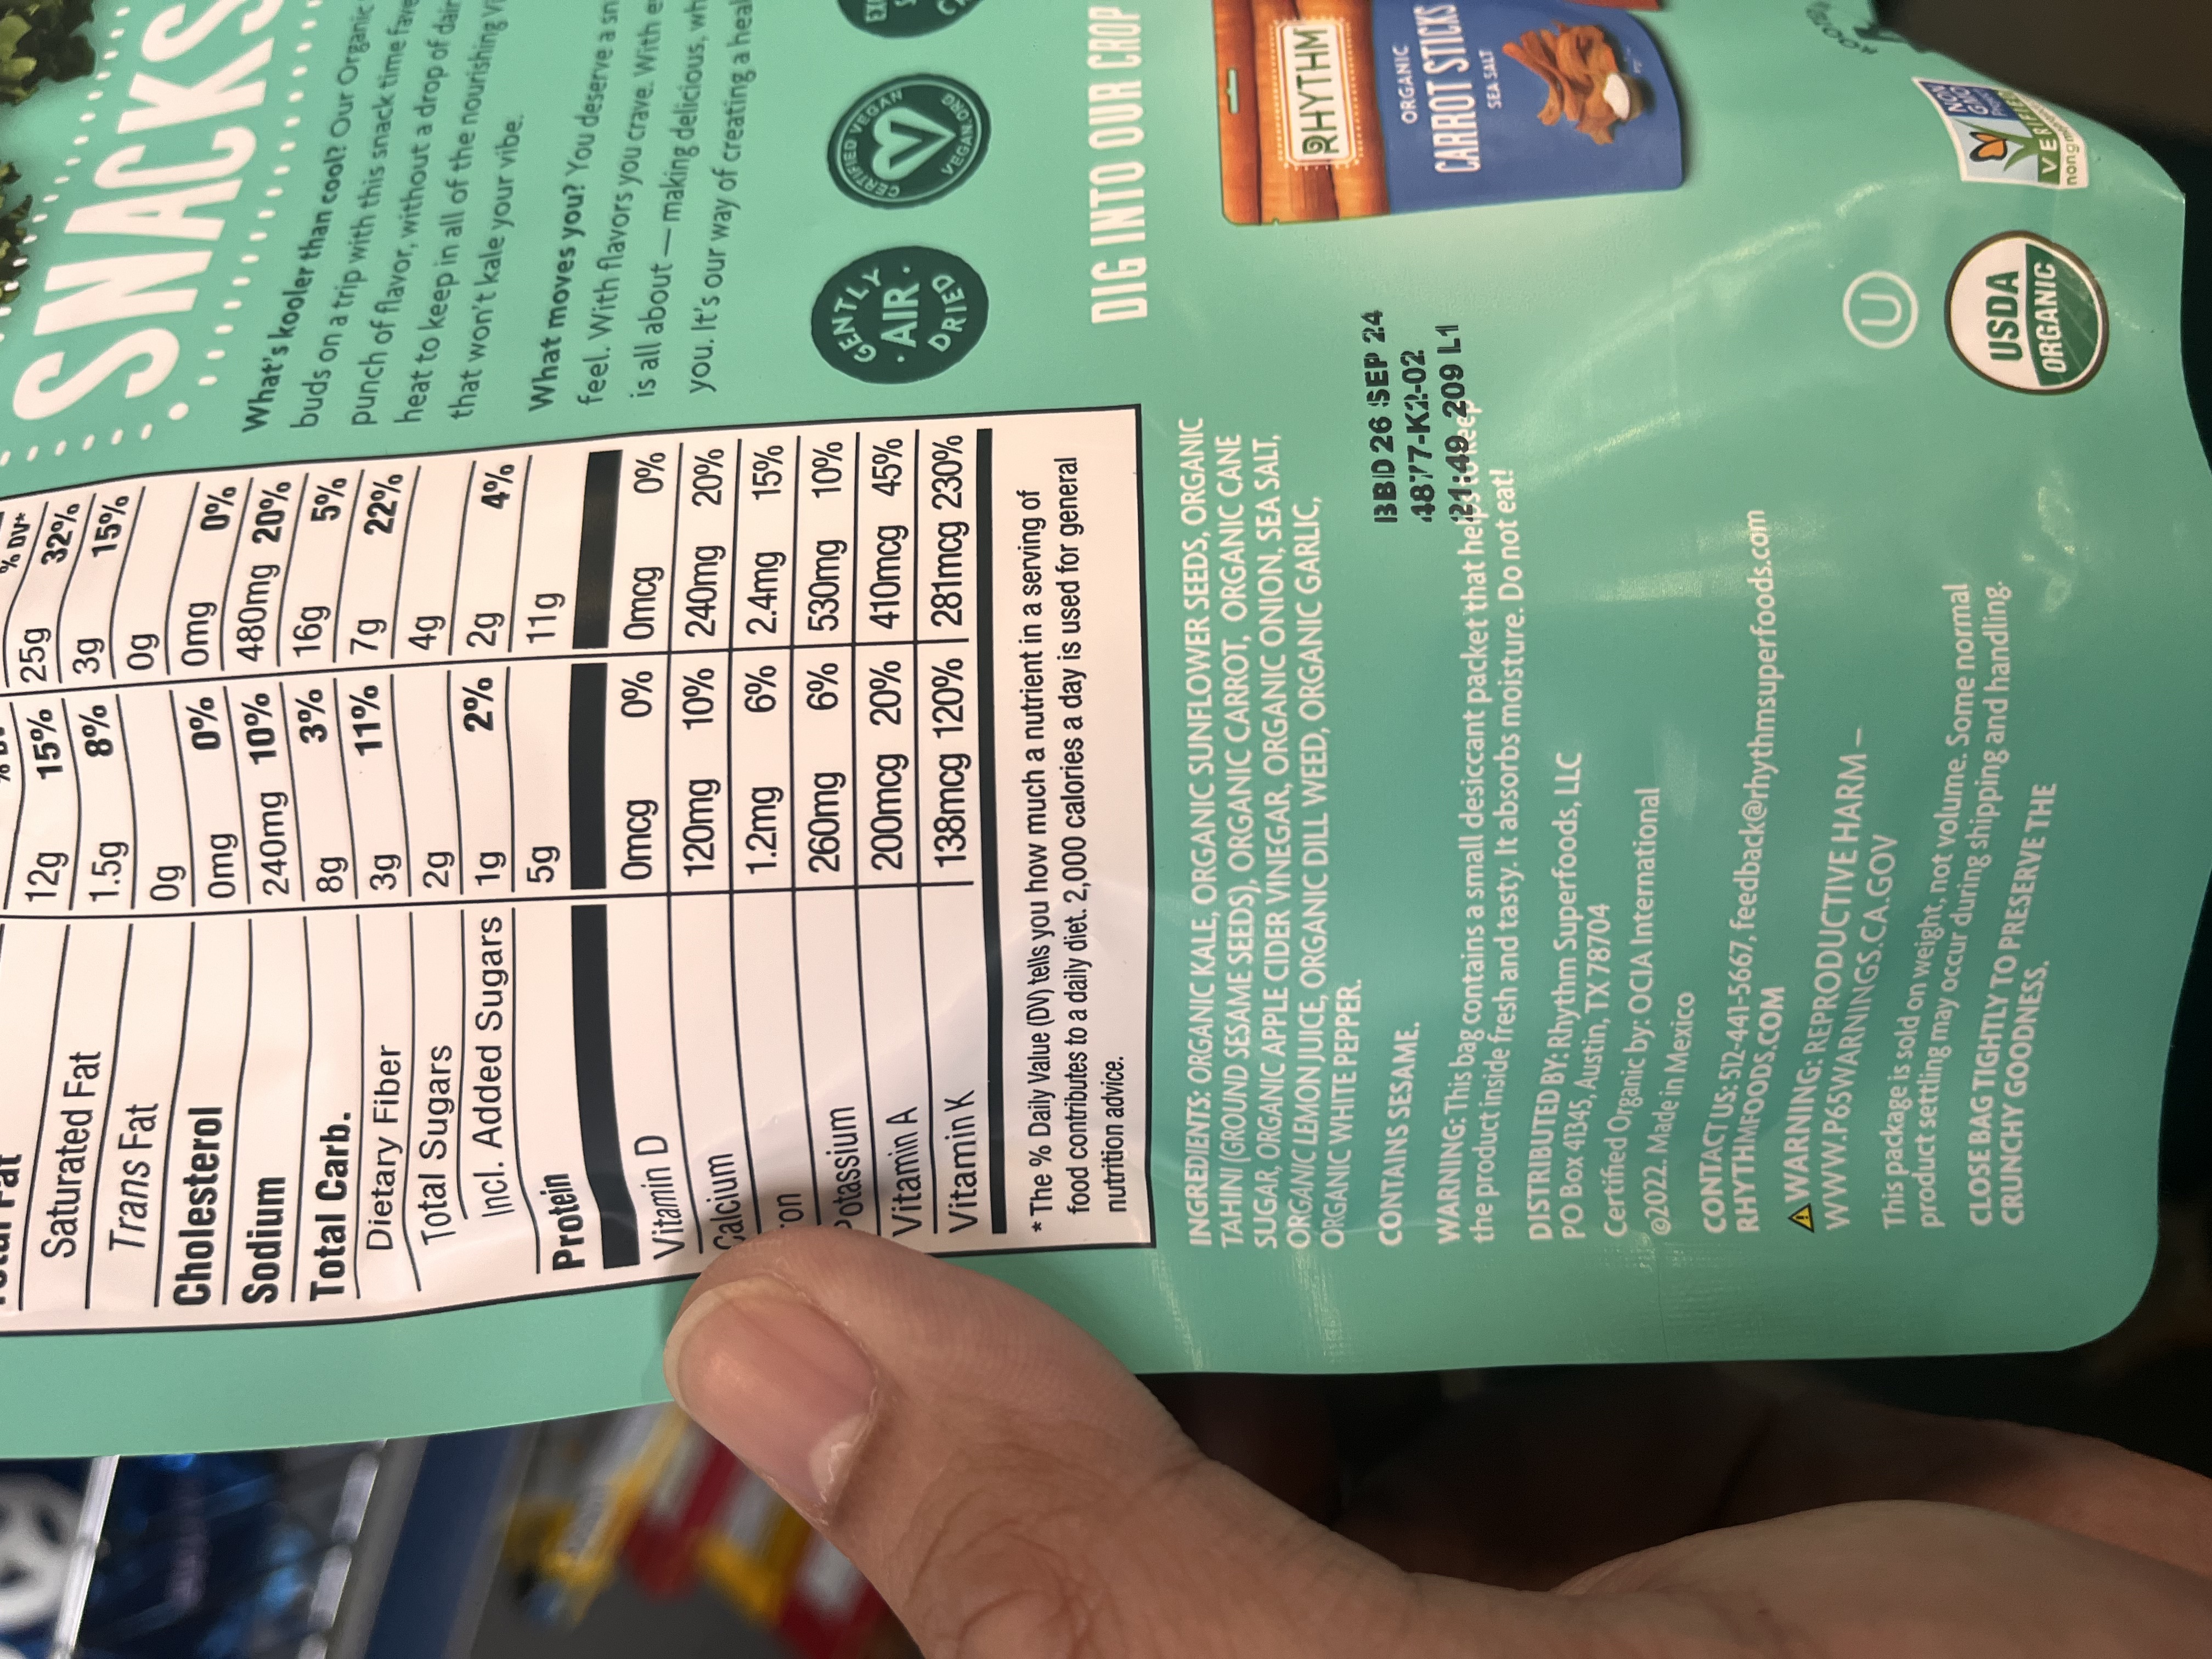 Total Fat 12g 15% 25g 32%
% DV*
Saturated Fat 1.5g 8% 3g 15%
Trans Fat 0g 0g
Cholesterol 0mg 0% 0mg 0%
Sodium 240mg 10% 480mg 20%
Total Carb. 8g 3% 16g 5%
Dietary Fiber 3g 11% 7g 22%
Total Sugars 2g 4g
Incl. Added Sugars 1g 2% 2g 4%
Protein 5g 11g
Vitamin D 0mcg 0% 0mcg 0%
Calcium 120mg 10% 240mg 20%
on 1.2mg 6% 2.4mg 15%
Potassium 260mg 6% 530mg 10%
Vitamin A 200mcg 20% 410mcg 45%
Vitamin K 138mcg 120% 281mcg 230%
* The % Daily Value (DV) tells you how much a nutrient in a serving of
food contributes to a daily diet. 2,000 calories a day is used for general
nutrition advice.
INGREDIENTS: ORGANIC KALE, ORGANIC SUNFLOWER SEEDS, ORGANIC
TAHINI (GROUND SESAME SEEDS), ORGANIC CARROT, ORGANIC CANE
SUGAR, ORGANIC APPLE CIDER VINEGAR, ORGANIC ONION, SEA SALT,
ORGANIC LEMON JUICE, ORGANIC DILL WEED, ORGANIC GARLIC,
ORGANIC WHITE PEPPER.
CONTAINS SESAME.
BBD 26 SEP 24
4877-K2-02
21:49 209 L1
WARNING: This bag contains a small desiccant packet that helps to keep
the product inside fresh and tasty. It absorbs moisture. Do not eat!
DISTRIBUTED BY: Rhythm Superfoods, LLC
PO Box 41345, Austin, TX 78704
Certified Organic by: OCIA International
©2022. Made in Mexico
CONTACT US: 512-441-5667, feedback@rhythmsuperfoods.com
RHYTHMFOODS.COM
WARNING: REPRODUCTIVE HARM –
WWW.P65WARNINGS.CA.GOV
This package is sold on weight, not volume. Some normal
product settling may occur during shipping and handling.
CLOSE BAG TIGHTLY TO PRESERVE THE
CRUNCHY GOODNESS.
SNACKS
What's kooler than cool? Our Organic
buds on a trip with this snack time fave
punch of flavor, without a drop of dair
heat to keep in all of the nourishing Vi
that won't kale your vibe.
What moves you? You deserve a sn
feel. With flavors you crave. With e
is all about — making delicious, wh
you. It's our way of creating a heal
GENTLY
AIR
DRIED
CERTIFIED VEGAN
V
VEGAN.ORG
DIG INTO OUR CROP
RHYTHM
ORGANIC
CARROT STICKS
SEA SALT
U
USDA
ORGANIC
NON
GMO
Project
VERIFIED